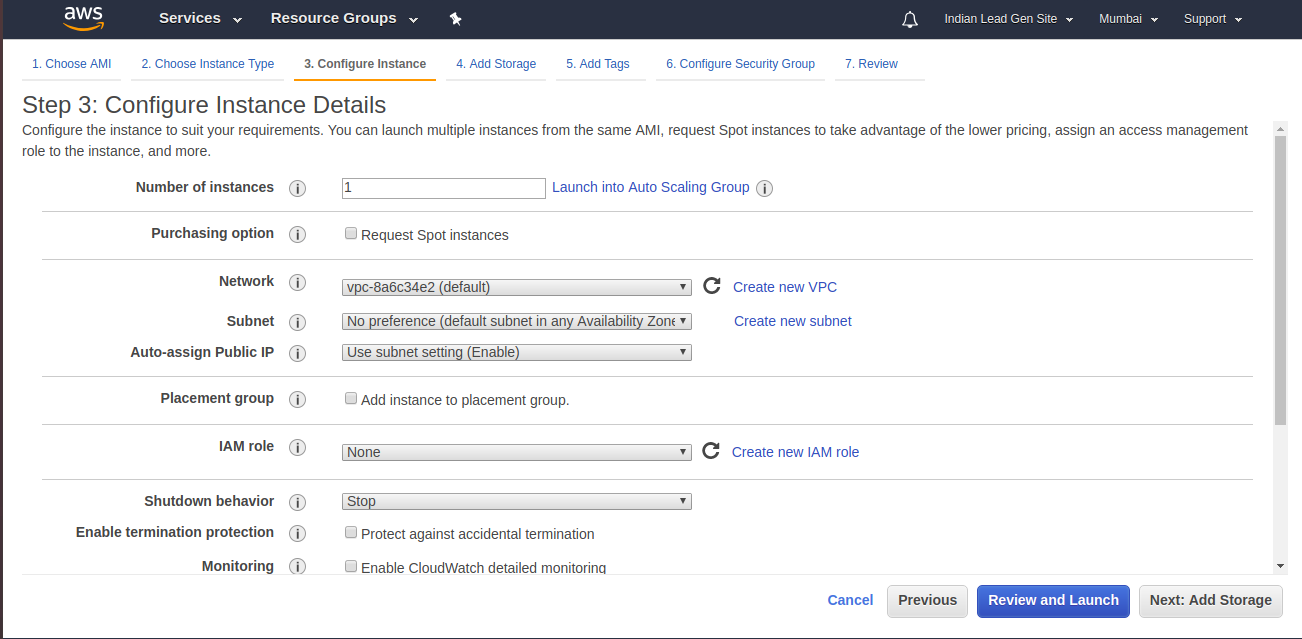 aws Services Resource Groups Indian Lead Gen Site Mumbai Support
1. Choose AMI 2. Choose Instance Type 3. Configure Instance 4. Add Storage 5. Add Tags 6. Configure Security Group 7. Review
Step 3: Configure Instance Details
Configure the instance to suit your requirements. You can launch multiple instances from the same AMI, request Spot instances to take advantage of the lower pricing, assign an access management
role to the instance, and more.
Number of instances i 1 Launch into Auto Scaling Group i
Purchasing option i Request Spot instances
Network i vpc-8a6c34e2 (default) Create new VPC
Subnet i No preference (default subnet in any Availability Zone Create new subnet
Auto-assign Public IP i Use subnet setting (Enable)
Placement group i Add instance to placement group.
IAM role i None Create new IAM role
Shutdown behavior i Stop
Enable termination protection i Protect against accidental termination
Monitoring i Enable CloudWatch detailed monitoring
Cancel Previous Review and Launch Next: Add Storage